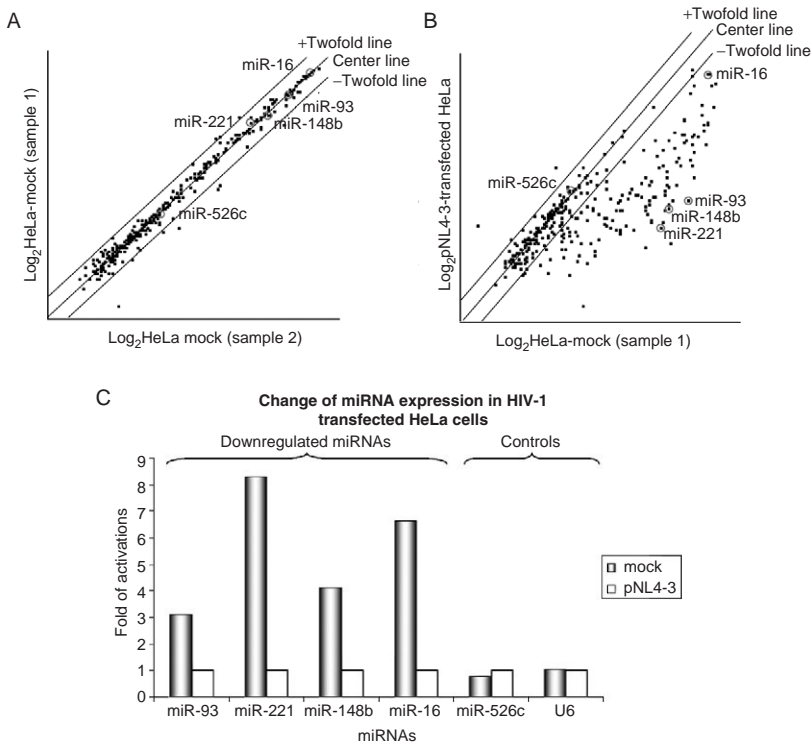 A
+Twofold line
Center line
−Twofold line
miR-16
miR-93
miR-148b
miR-221
miR-526c
Log2HeLa-mock (sample 1)
Log2HeLa mock (sample 2)
B
+Twofold line
Center line
−Twofold line
miR-16
miR-526c
miR-93
miR-148b
miR-221
Log2pNL4-3-transfected HeLa
Log2HeLa-mock (sample 1)
C
Change of miRNA expression in HIV-1
transfected HeLa cells
Downregulated miRNAs
Controls
9
8
7
6
5
4
3
2
1
0
Fold of activations
mock
pNL4-3
miR-93 miR-221 miR-148b miR-16 miR-526c U6
miRNAs